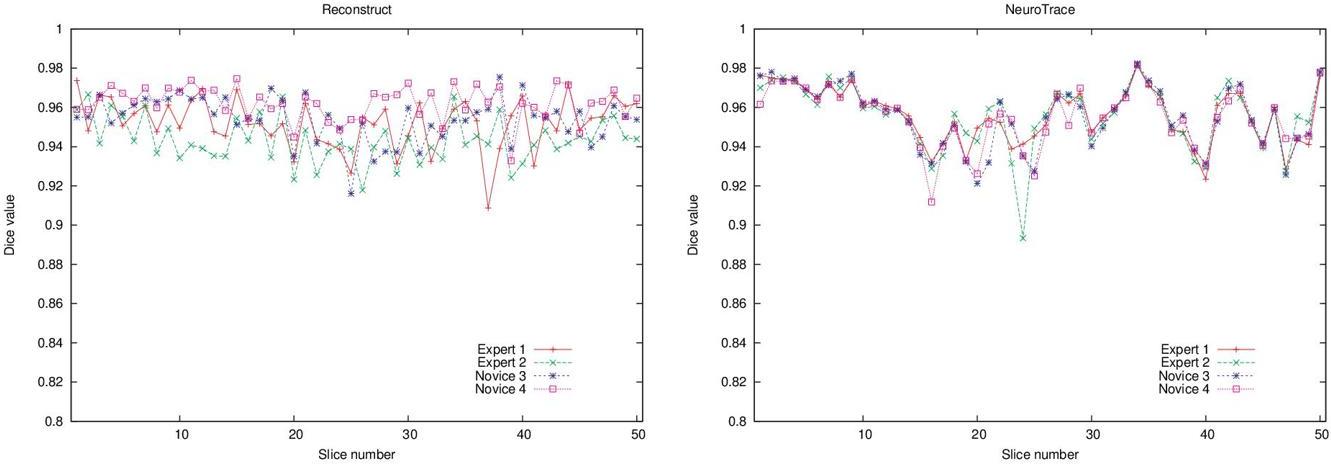 Reconstruct
1
0.98
0.96
0.94
0.92
0.9
0.88
0.86
0.84
0.82
0.8
Dice value
10
20
30
40
50
Slice number
Expert 1
Expert 2
Novice 3
Novice 4
NeuroTrace
1
0.98
0.96
0.94
0.92
0.9
0.88
0.86
0.84
0.82
0.8
Dice value
10
20
30
40
50
Slice number
Expert 1
Expert 2
Novice 3
Novice 4